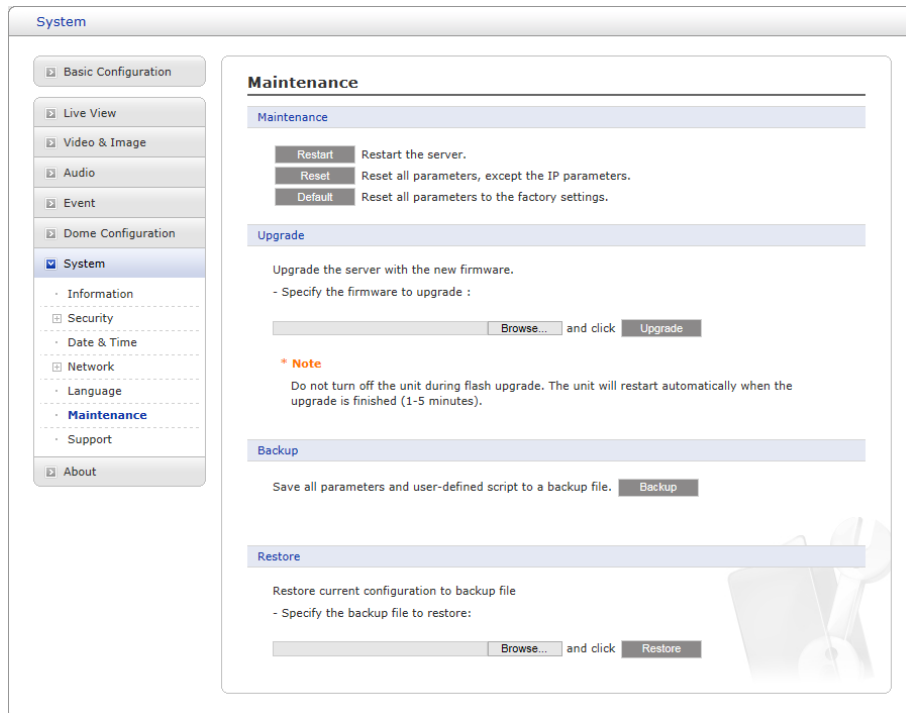 System
Basic Configuration
Live View
Video & Image
Audio
Event
Dome Configuration
System
· Information
Security
· Date & Time
Network
· Language
· Maintenance
· Support
About
Maintenance
Maintenance
Restart Restart the server.
Reset Reset all parameters, except the IP parameters.
Default Reset all parameters to the factory settings.
Upgrade
Upgrade the server with the new firmware.
- Specify the firmware to upgrade :
Browse... and click Upgrade
* Note
Do not turn off the unit during flash upgrade. The unit will restart automatically when the
upgrade is finished (1-5 minutes).
Backup
Save all parameters and user-defined script to a backup file. Backup
Restore
Restore current configuration to backup file
- Specify the backup file to restore:
Browse... and click Restore